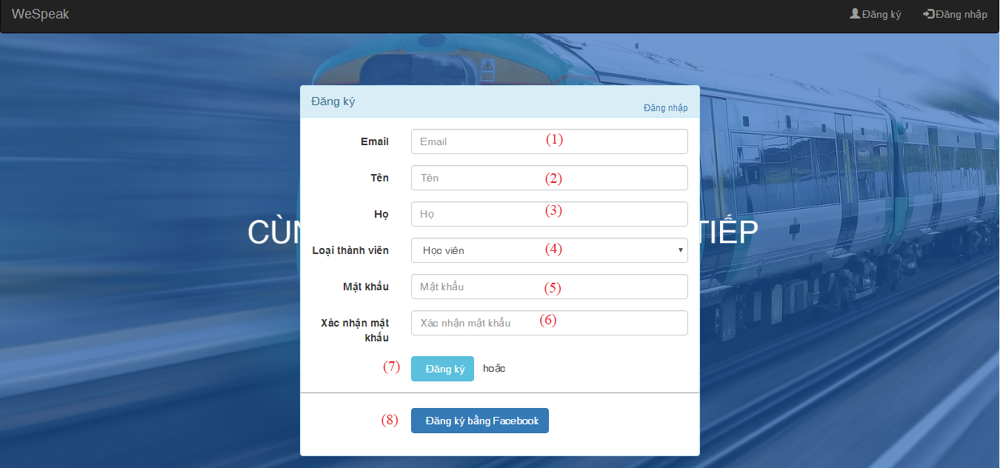 WeSpeak Đăng ký Đăng nhập
Đăng ký Đăng nhập
Email Email (1)
Tên Tên (2)
Họ Họ (3)
CÙN TIẾP
Loại thành viên Học viên (4)
Mật khẩu Mật khẩu (5)
Xác nhận mật Xác nhận mật khẩu (6)
khẩu
(7) Đăng ký hoặc
(8) Đăng ký bằng Facebook